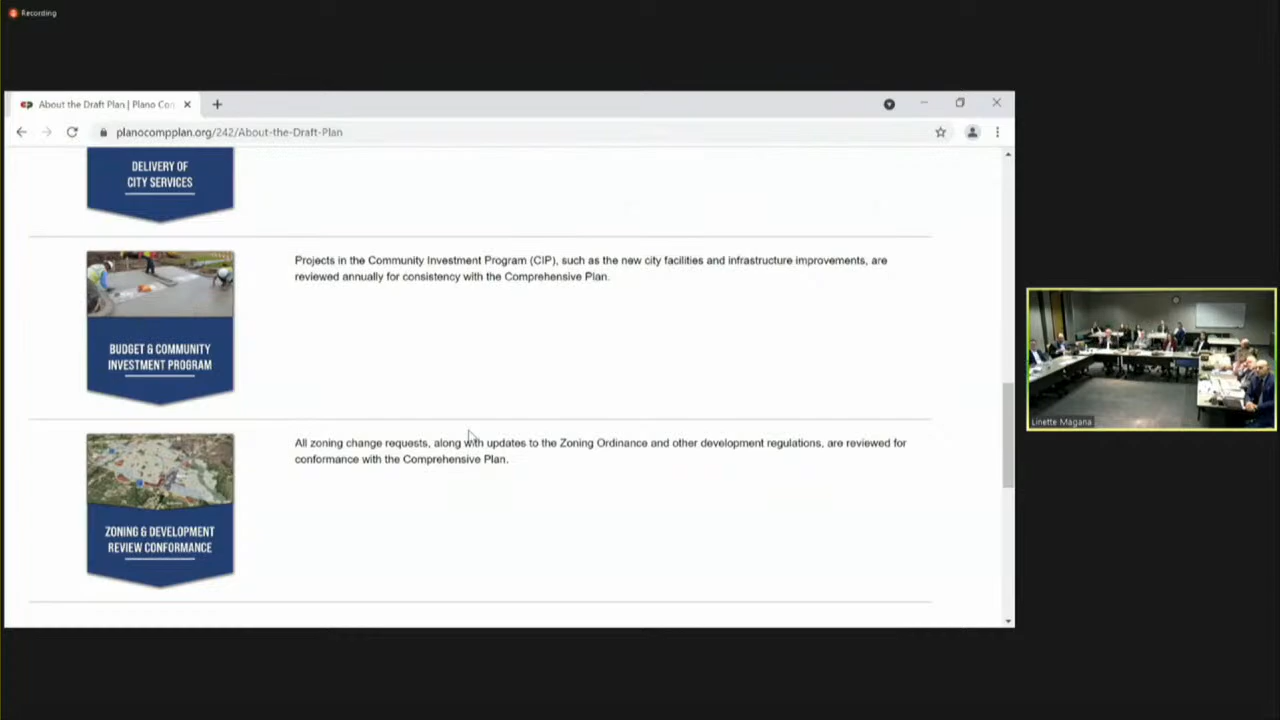 Recording
About the Draft Plan | Plano Con
planocompplan.org/242/About-the-Draft-Plan
DELIVERY OF
CITY SERVICES
Projects in the Community Investment Program (CIP), such as the new city facilities and infrastructure improvements, are
reviewed annually for consistency with the Comprehensive Plan.
BUDGET & COMMUNITY
INVESTMENT PROGRAM
All zoning change requests, along with updates to the Zoning Ordinance and other development regulations, are reviewed for
conformance with the Comprehensive Plan.
ZONING & DEVELOPMENT
REVIEW CONFORMANCE
Linette Magana